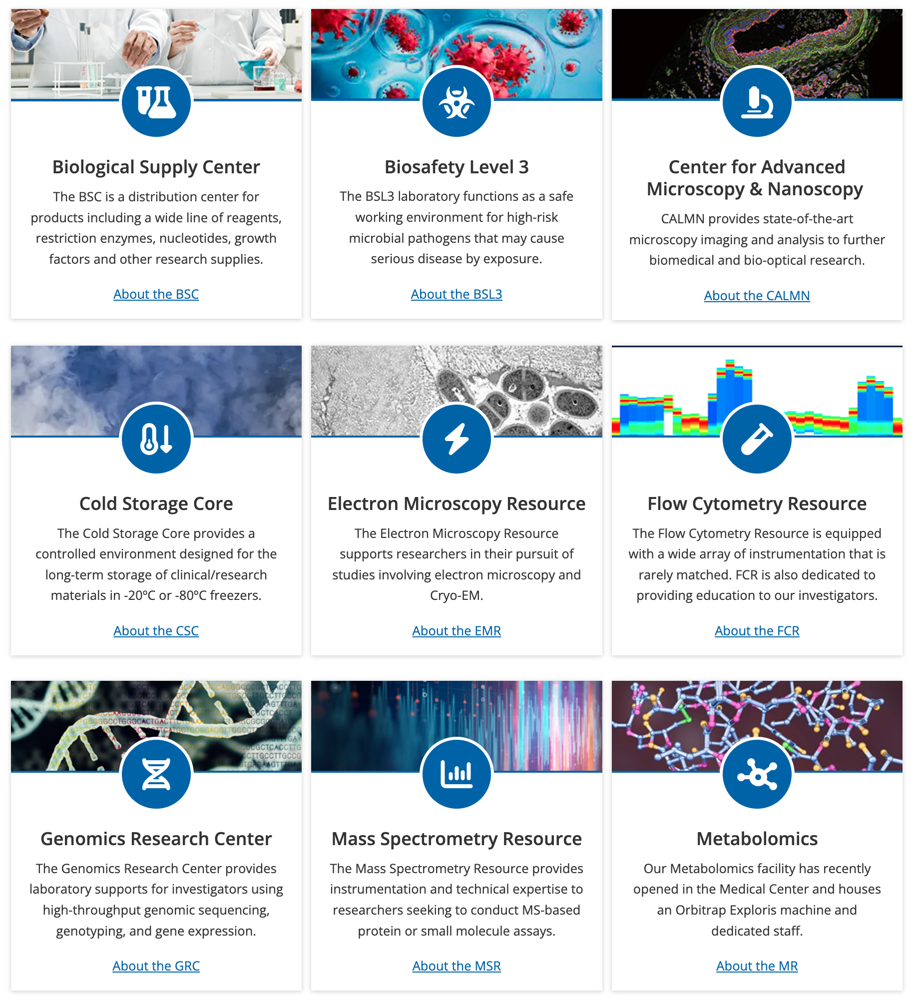 Biological Supply Center
The BSC is a distribution center for
products including a wide line of reagents,
restriction enzymes, nucleotides, growth
factors and other research supplies.
About the BSC
Biosafety Level 3
The BSL3 laboratory functions as a safe
working environment for high-risk
microbial pathogens that may cause
serious disease by exposure.
About the BSL3
Center for Advanced
Microscopy & Nanoscopy
CALMN provides state-of-the-art
microscopy imaging and analysis to further
biomedical and bio-optical research.
About the CALMN
Cold Storage Core
The Cold Storage Core provides a
controlled environment designed for the
long-term storage of clinical/research
materials in -20ºC or -80ºC freezers.
About the CSC
Electron Microscopy Resource
The Electron Microscopy Resource
supports researchers in their pursuit of
studies involving electron microscopy and
Cryo-EM.
About the EMR
Flow Cytometry Resource
The Flow Cytometry Resource is equipped
with a wide array of instrumentation that is
rarely matched. FCR is also dedicated to
providing education to our investigators.
About the FCR
Genomics Research Center
The Genomics Research Center provides
laboratory supports for investigators using
high-throughput genomic sequencing,
genotyping, and gene expression.
About the GRC
Mass Spectrometry Resource
The Mass Spectrometry Resource provides
instrumentation and technical expertise to
researchers seeking to conduct MS-based
protein or small molecule assays.
About the MSR
Metabolomics
Our Metabolomics facility has recently
opened in the Medical Center and houses
an Orbitrap Exploris machine and
dedicated staff.
About the MR